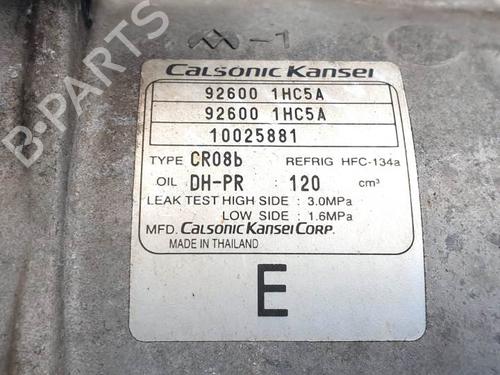 -1
Calsonic Kansei
92600 1HC5A
92600 1HC5A
10025881
TYPE CR08b REFRIG HFC-134a
OIL DH-PR : 120 cm³
LEAK TEST HIGH SIDE : 3.0MPa
LOW SIDE : 1.6MPa
MFD. CALSONIC KANSEI CORP.
MADE IN THAILAND
E
B-PARTS